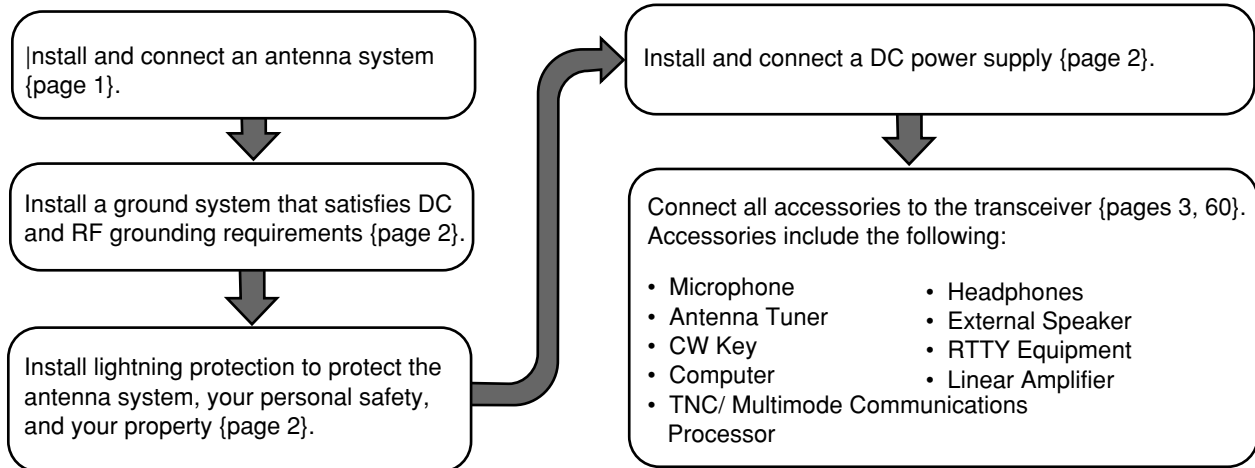 Install and connect an antenna system
{page 1}.
Install a ground system that satisfies DC
and RF grounding requirements {page 2}.
Install lightning protection to protect the
antenna system, your personal safety,
and your property {page 2}.
Install and connect a DC power supply {page 2}.
Connect all accessories to the transceiver {pages 3, 60}.
Accessories include the following:
• Microphone
• Antenna Tuner
• CW Key
• Computer
• TNC/ Multimode Communications
Processor
• Headphones
• External Speaker
• RTTY Equipment
• Linear Amplifier